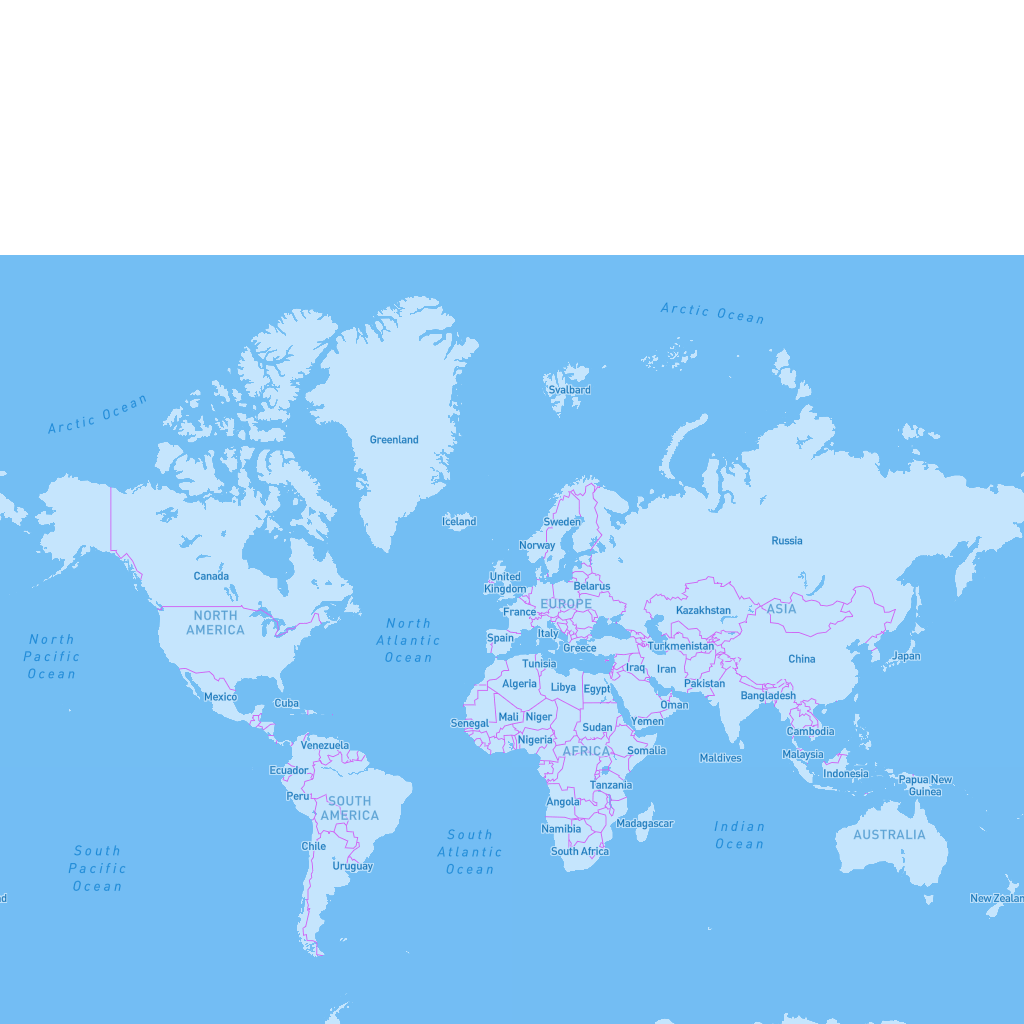 Arctic Ocean
Svalbard
Arctic Ocean
Greenland
Iceland
Sweden
Russia
Norway
Canada
United
Kingdom
Belarus
EUROPE
France
Kazakhstan
ASIA
NORTH
AMERICA
North
Atlantic
Ocean
North
Pacific
Ocean
Spain
Italy
Greece
Turkmenistan
China
Japan
Tunisia
Iraq
Iran
Algeria
Libya
Egypt
Pakistan
Bangladesh
Mexico
Cuba
Oman
Senegal
Mali
Niger
Sudan
Yemen
Cambodia
Nigeria
Venezuela
AFRICA
Somalia
Maldives
Malaysia
Ecuador
Indonesia
Papua New
Guinea
Peru
Tanzania
SOUTH
AMERICA
Angola
Madagascar
Namibia
Indian
Ocean
AUSTRALIA
Chile
South Africa
South
Atlantic
Ocean
South
Pacific
Ocean
Uruguay
d
New Zealan